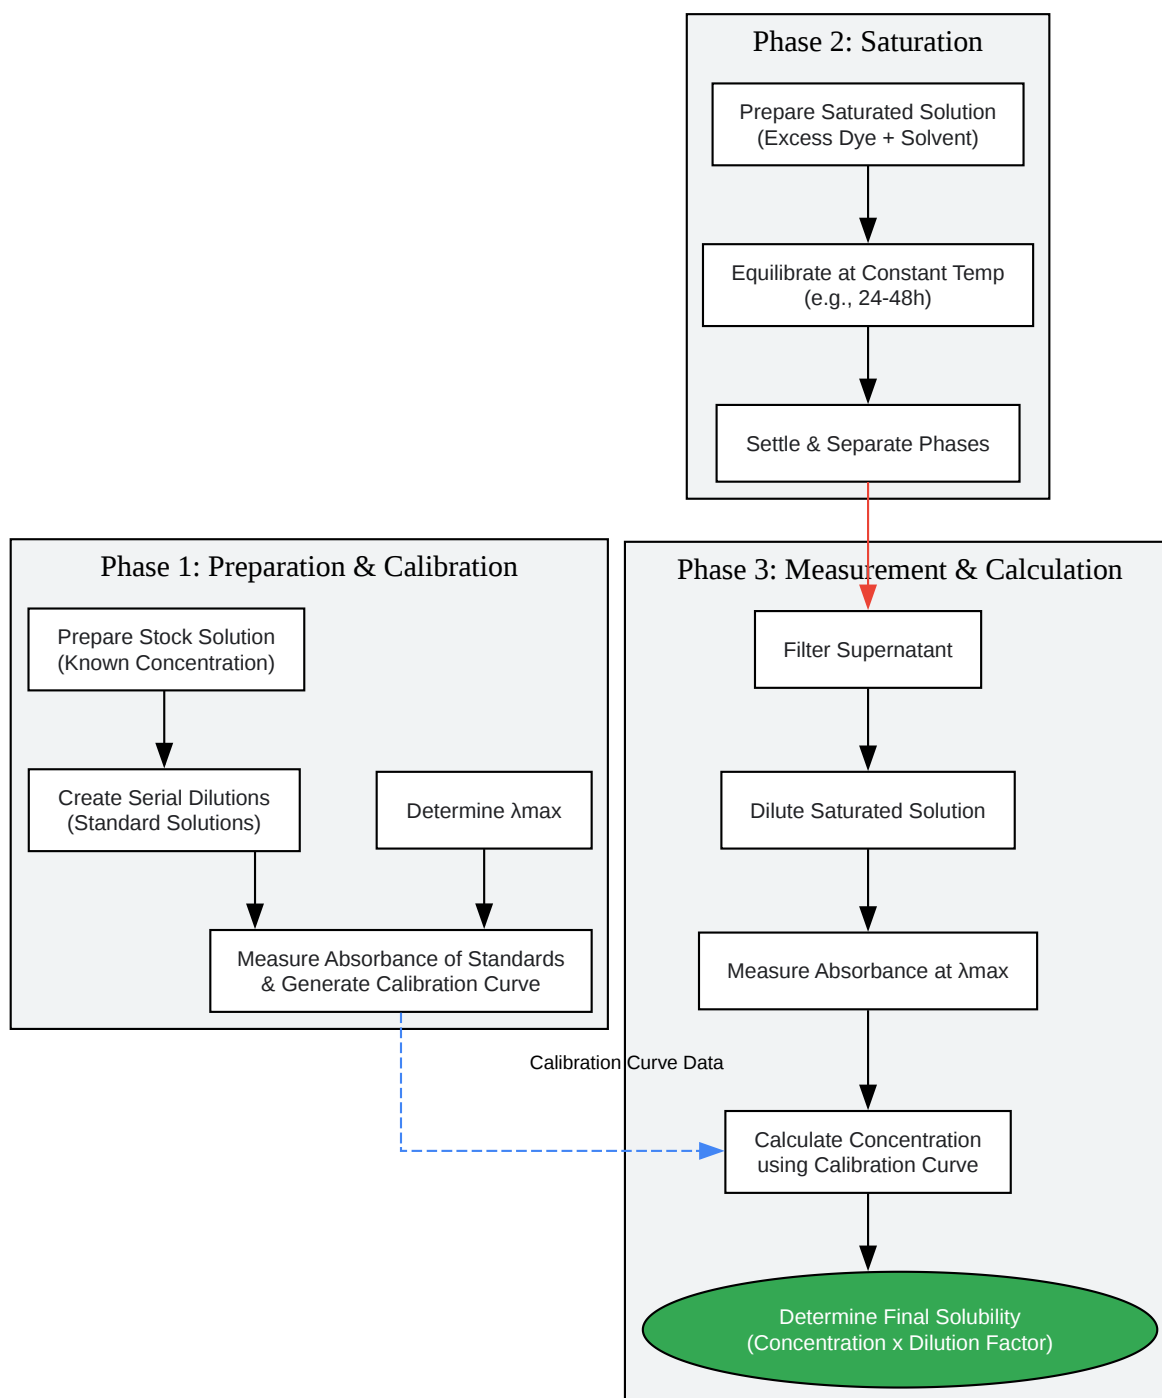 Phase 2: Saturation
Prepare Saturated Solution
(Excess Dye + Solvent)
Equilibrate at Constant Temp
(e.g., 24-48h)
Settle & Separate Phases
Phase 1: Preparation & Calibration
Prepare Stock Solution
(Known Concentration)
Create Serial Dilutions
(Standard Solutions)
Determine λmax
Measure Absorbance of Standards
& Generate Calibration Curve
Calibration Curve Data
Phase 3: Measurement & Calculation
Filter Supernatant
Dilute Saturated Solution
Measure Absorbance at λmax
Calculate Concentration
using Calibration Curve
Determine Final Solubility
(Concentration x Dilution Factor)